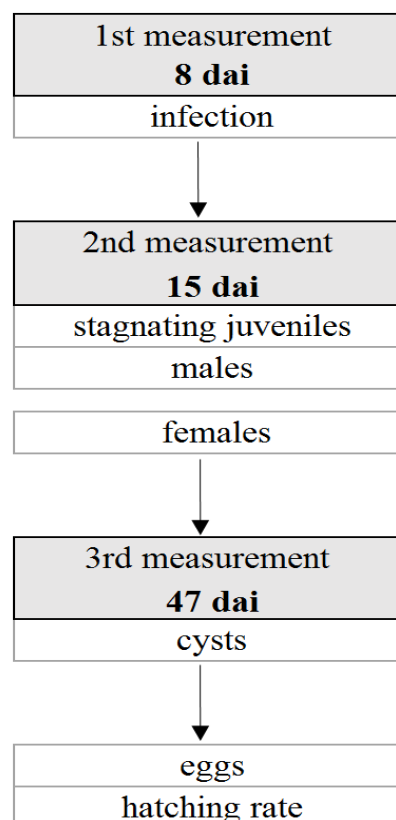 1st measurement
8 dai
infection
2nd measurement
15 dai
stagnating juveniles
males
females
3rd measurement
47 dai
cysts
eggs
hatching rate